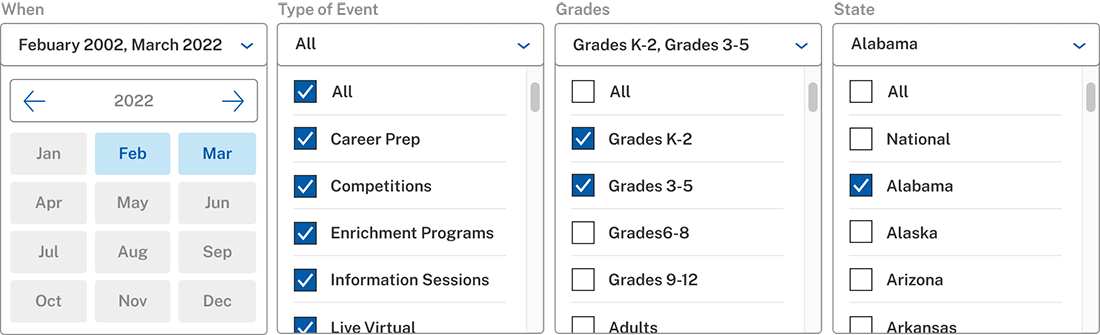 When
Febuary 2002, March 2022
2022
Jan Feb Mar
Apr May Jun
Jul Aug Sep
Oct Nov Dec
Type of Event
All
All
Career Prep
Competitions
Enrichment Programs
Information Sessions
Live Virtual
Grades
Grades K-2, Grades 3-5
All
Grades K-2
Grades 3-5
Grades6-8
Grades 9-12
Adults
State
Alabama
All
National
Alabama
Alaska
Arizona
Arkansas